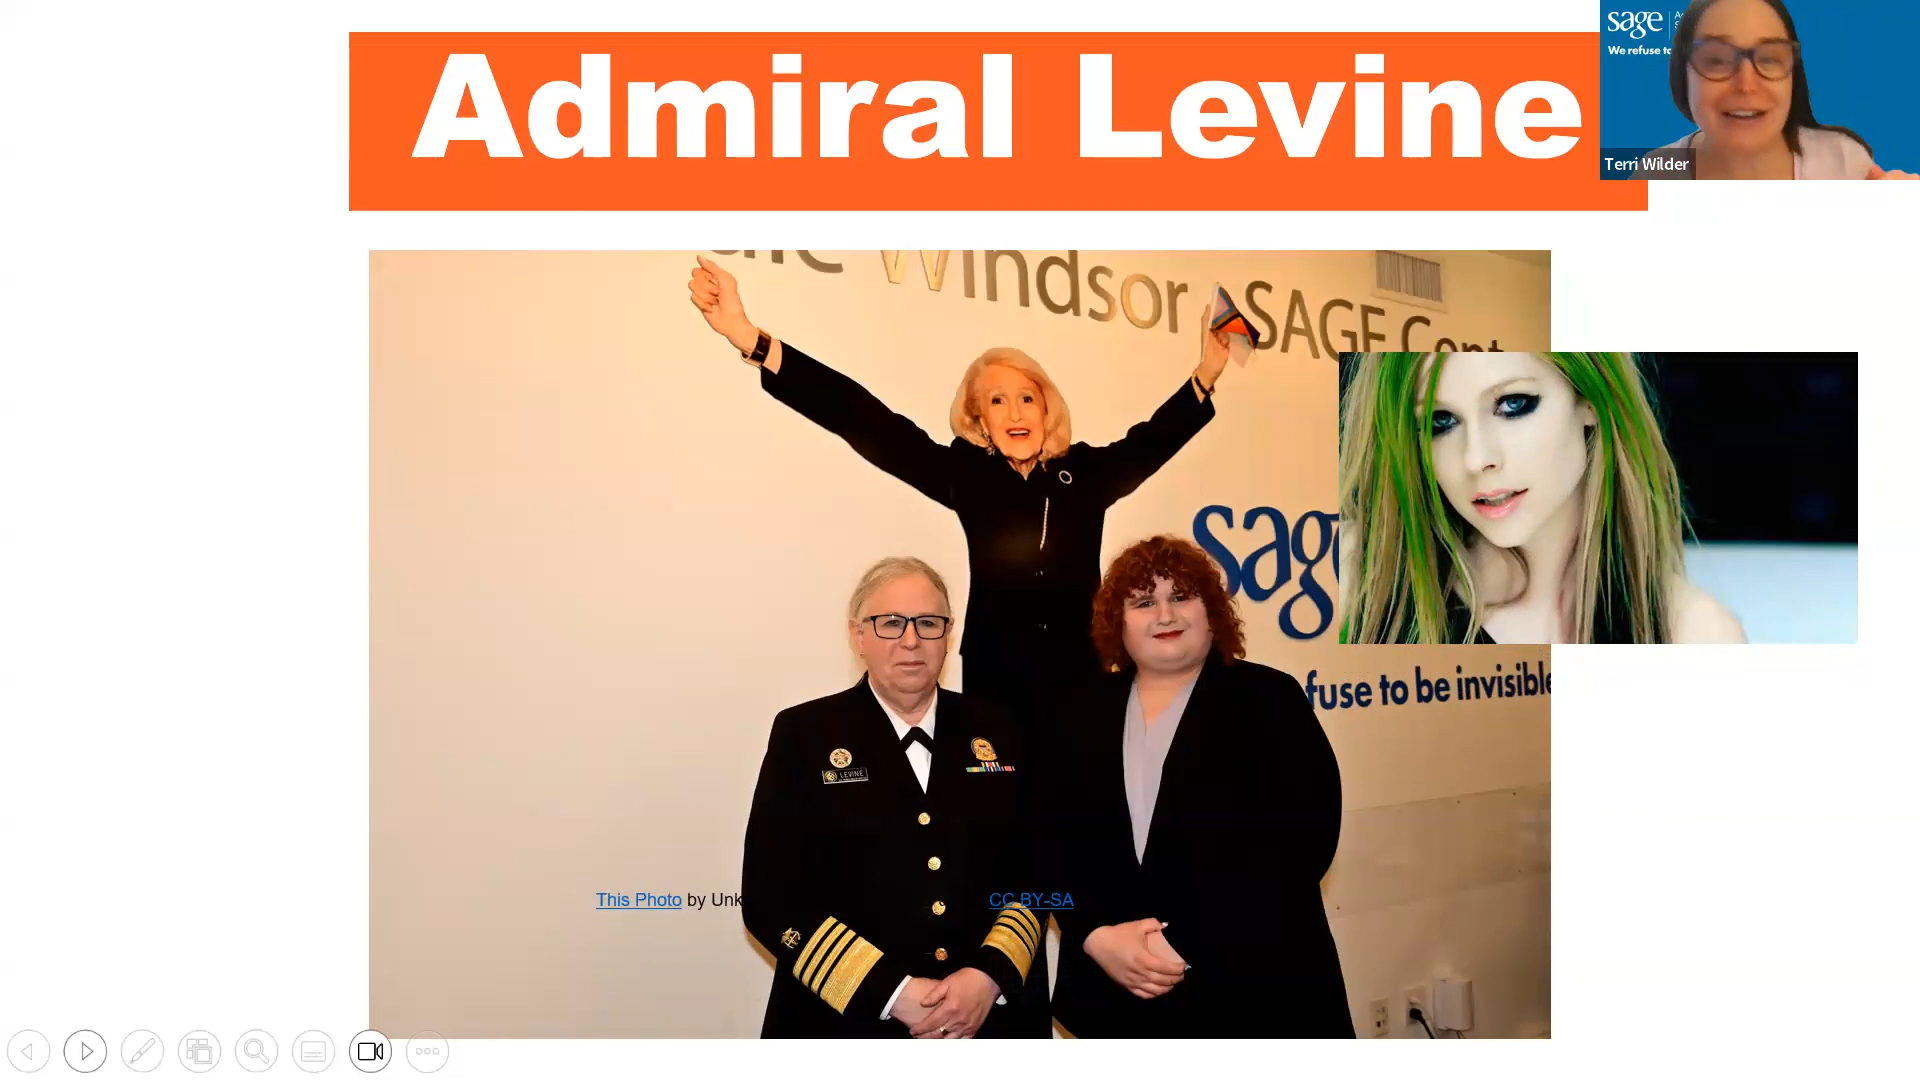 Admiral Levine
sage
We refuse to
Terri Wilder
Windsor SAGE
sage
fuse to be invisible
LEVINE
This Photo by Unk
CC BY-SA